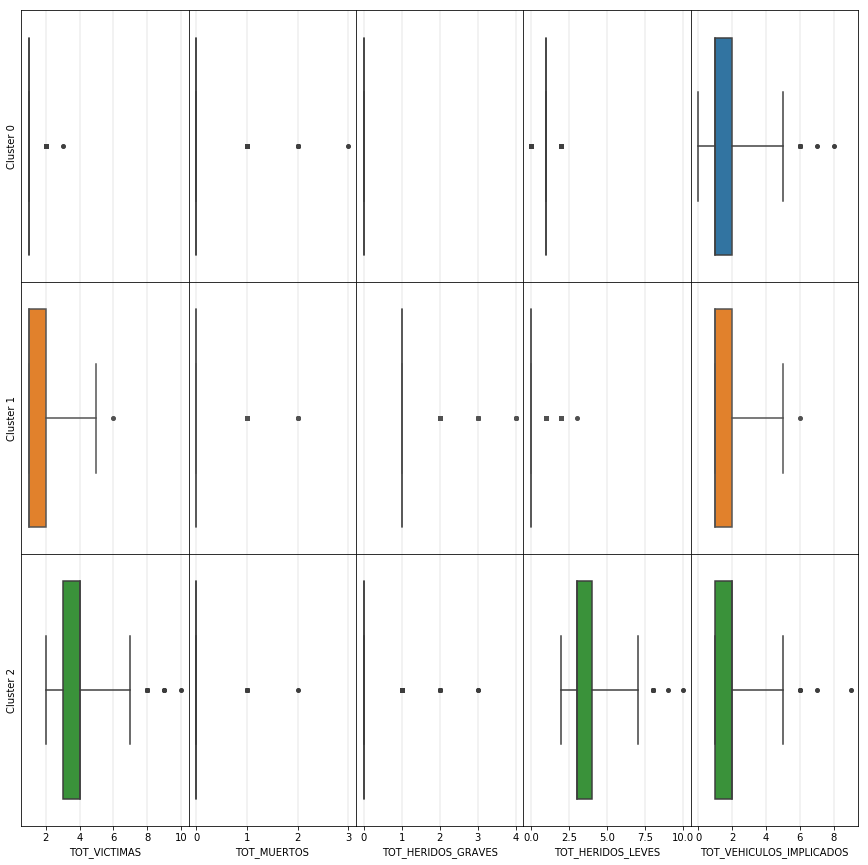 Cluster 0
Cluster 1
Cluster 2
2 4 6 8 10 0 1 2 3 0 1 2 3 4 0.0 2.5 5.0 7.5 10.0 0 2 4 6 8
TOT_VICTIMAS TOT_MUERTOS TOT_HERIDOS_GRAVES TOT_HERIDOS_LEVES TOT_VEHICULOS_IMPLICADOS